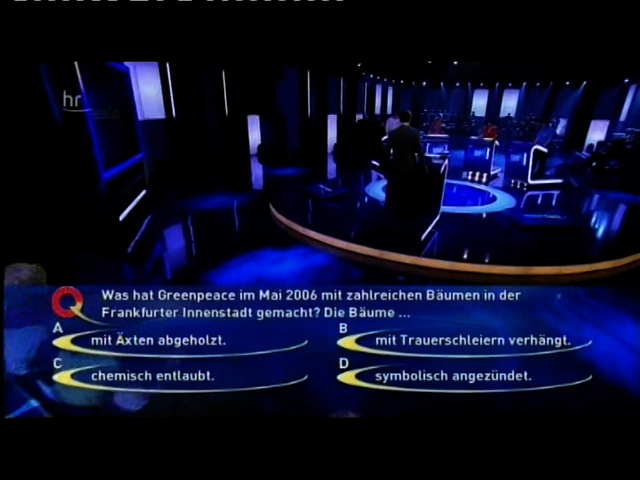 hr
Was hat Greenpeace im Mai 2006 mit zahlreichen Bäumen in der
Frankfurter Innenstadt gemacht? Die Bäume ...
A mit Äxten abgeholzt.
B mit Trauerschleiern verhängt.
C chemisch entlaubt.
D symbolisch angezündet.